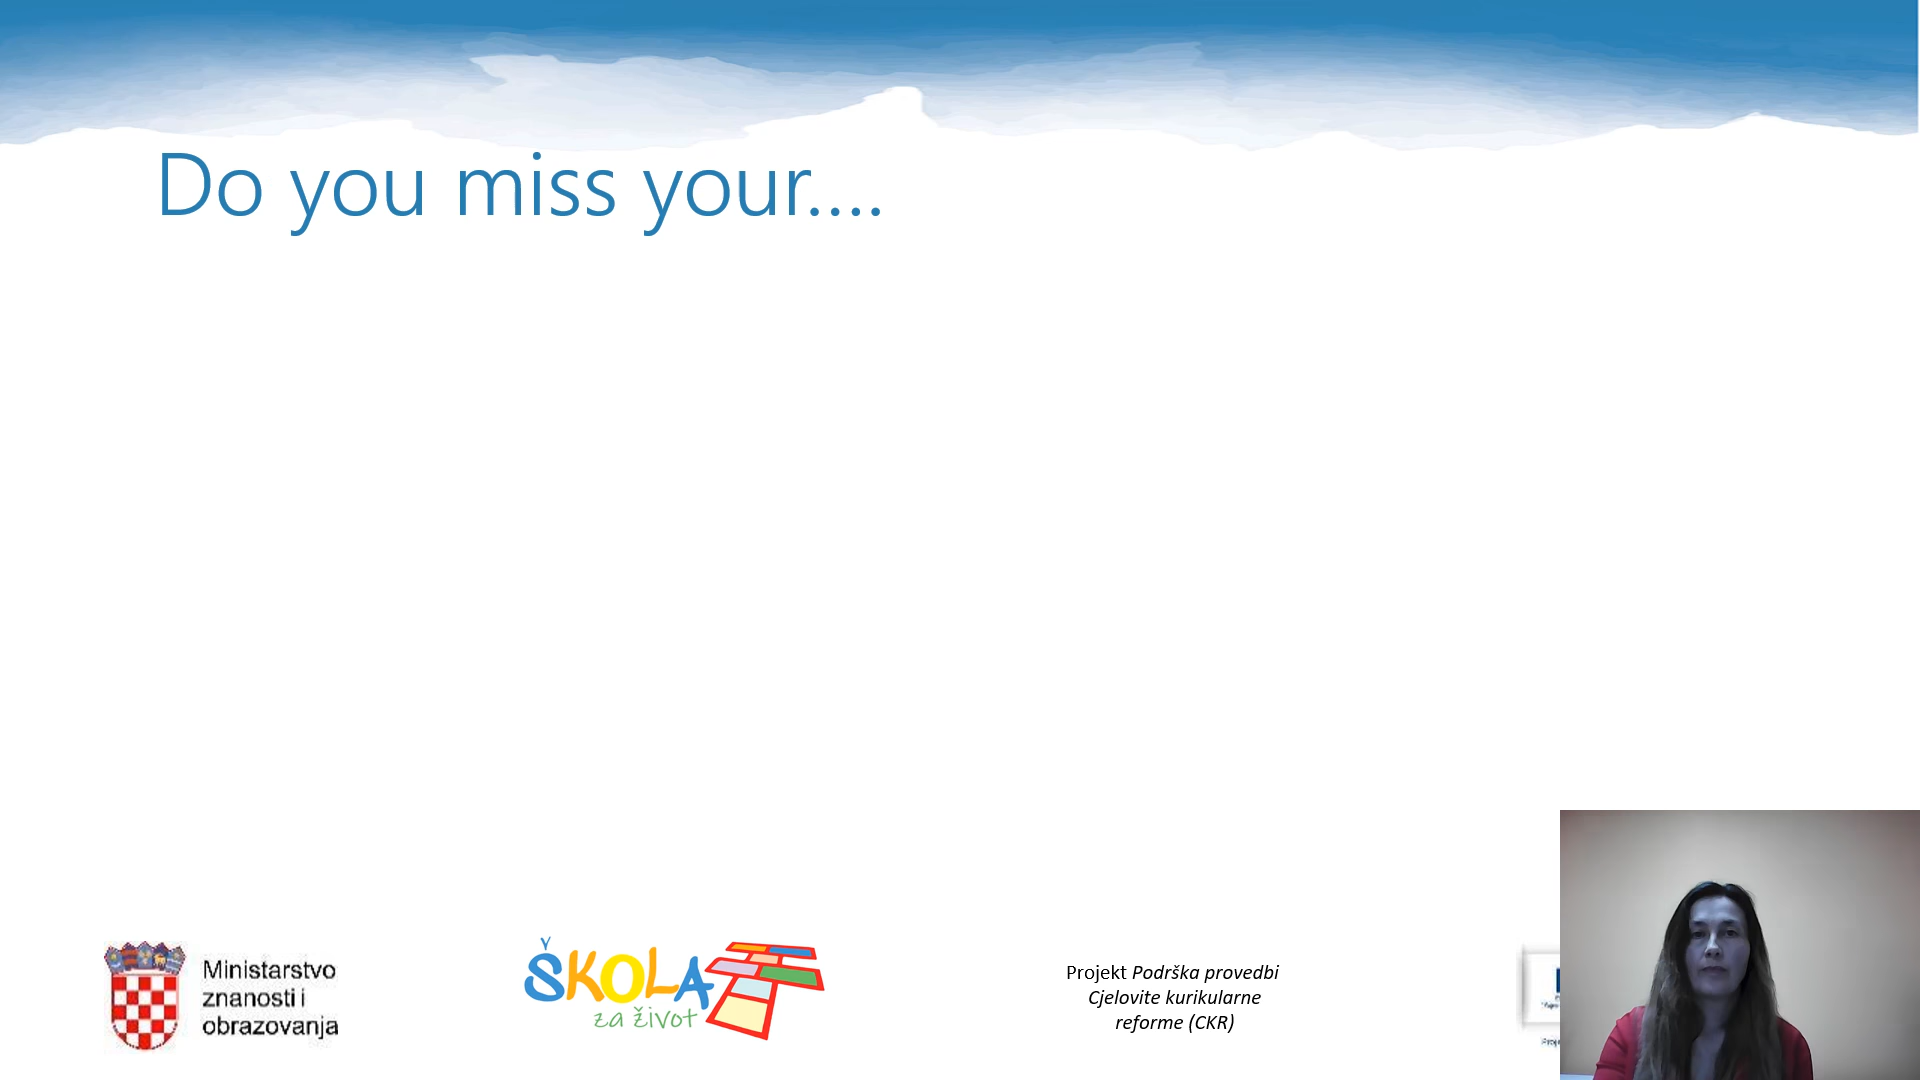 Do you miss your....
Ministarstvo
znanosti i
obrazovanja
ŠKOLA
za život
Projekt Podrška provedbi
Cjelovite kurikularne
reforme (CKR)